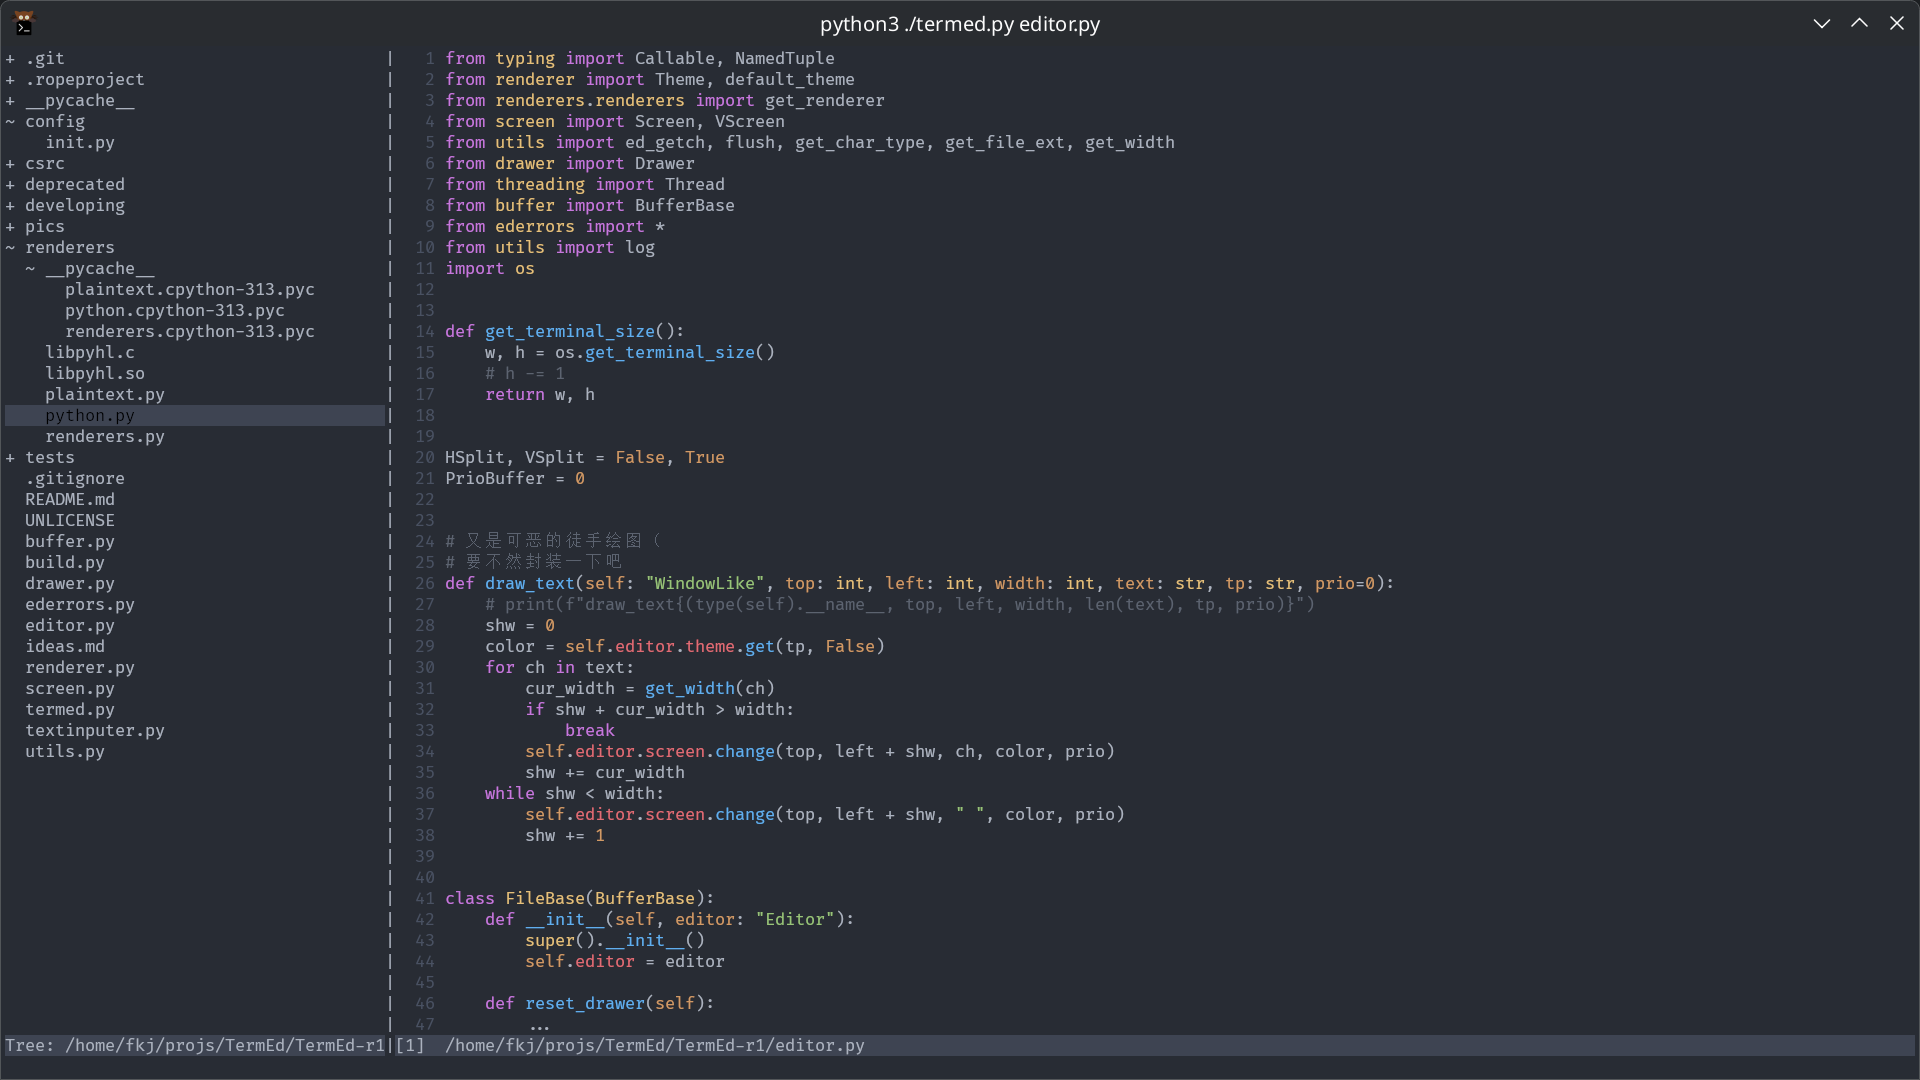 python3 ./termed.py editor.py
+ .git
+ .ropeproject
+ __pycache__
~ config
init.py
+ csrc
+ deprecated
+ developing
+ pics
~ renderers
~ __pycache__
plaintext.cpython-313.pyc
python.cpython-313.pyc
renderers.cpython-313.pyc
libpyhl.c
libpyhl.so
plaintext.py
python.py
renderers.py
+ tests
.gitignore
README.md
UNLICENSE
buffer.py
build.py
drawer.py
ederrors.py
editor.py
ideas.md
renderer.py
screen.py
termed.py
textinputer.py
utils.py
Tree: /home/fkj/projs/TermEd/TermEd-r1
1 from typing import Callable, NamedTuple
2 from renderer import Theme, default_theme
3 from renderers.renderers import get_renderer
4 from screen import Screen, VScreen
5 from utils import ed_getch, flush, get_char_type, get_file_ext, get_width
6 from drawer import Drawer
7 from threading import Thread
8 from buffer import BufferBase
9 from ederrors import *
10 from utils import log
11 import os
12
13
14 def get_terminal_size():
15     w, h = os.get_terminal_size()
16     # h -= 1
17     return w, h
18
19
20 HSplit, VSplit = False, True
21 PrioBuffer = 0
22
23
24 # 又是可恶的徒手绘图（
25 # 要不然封装一下吧
26 def draw_text(self: "WindowLike", top: int, left: int, width: int, text: str, tp: str, prio=0):
27     # print(f"draw_text{(type(self).__name__, top, left, width, len(text), tp, prio)}")
28     shw = 0
29     color = self.editor.theme.get(tp, False)
30     for ch in text:
31         cur_width = get_width(ch)
32         if shw + cur_width > width:
33             break
34         self.editor.screen.change(top, left + shw, ch, color, prio)
35         shw += cur_width
36     while shw < width:
37         self.editor.screen.change(top, left + shw, " ", color, prio)
38         shw += 1
39
40
41 class FileBase(BufferBase):
42     def __init__(self, editor: "Editor"):
43         super().__init__()
44         self.editor = editor
45
46     def reset_drawer(self):
47         ...
[1]  /home/fkj/projs/TermEd/TermEd-r1/editor.py